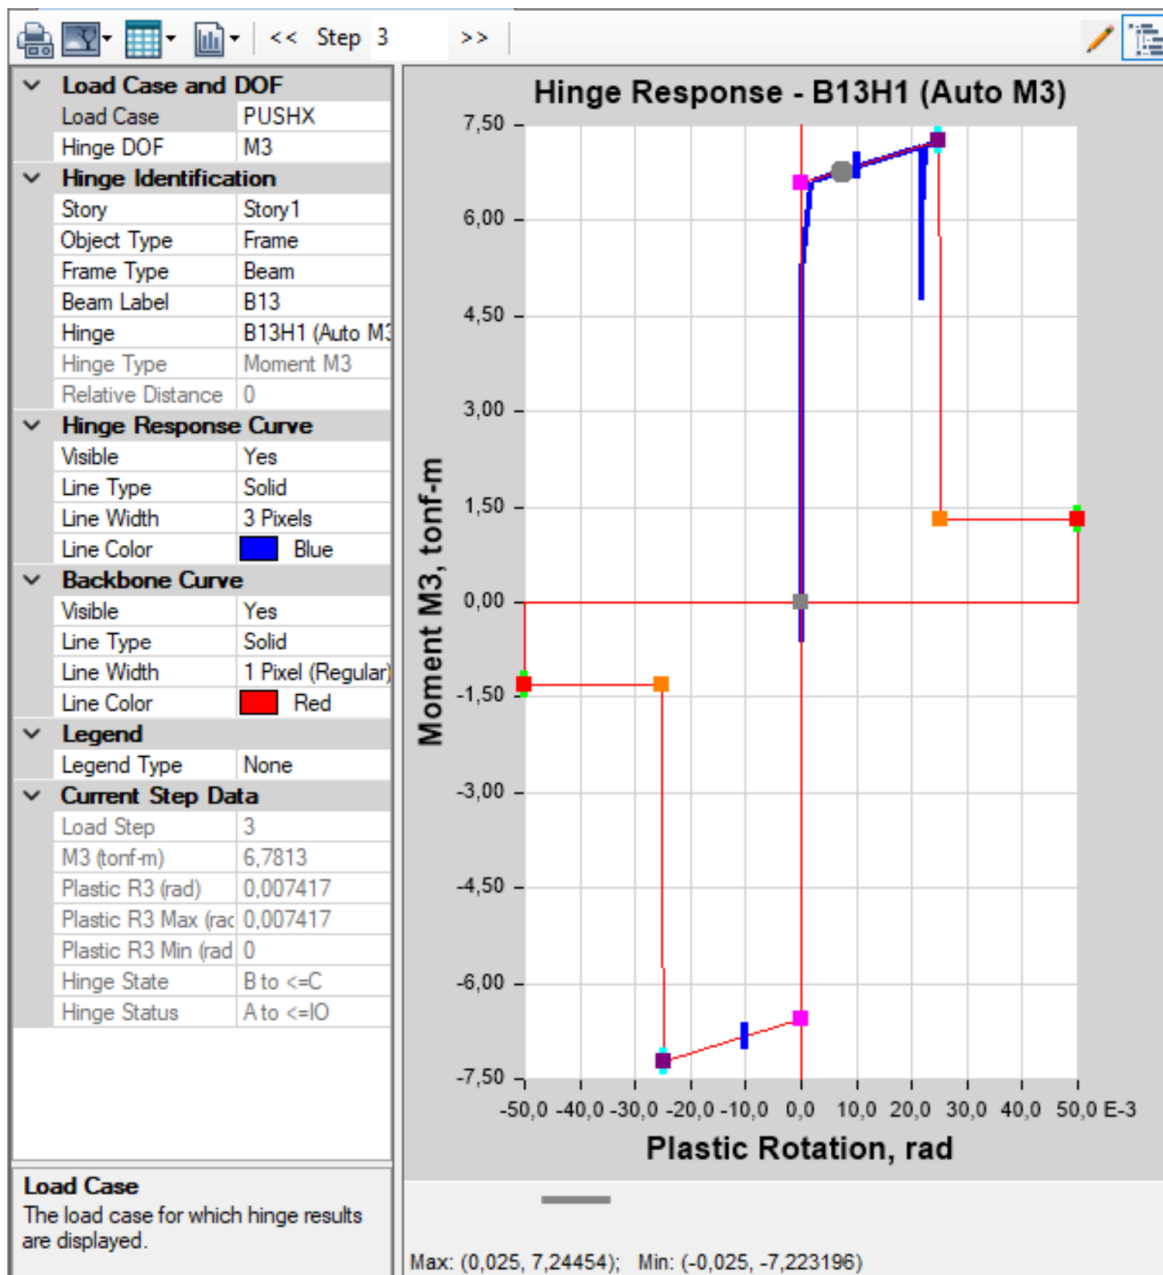 << Step 3 >>
Load Case and DOF
Load Case PUSHX
Hinge DOF M3
Hinge Identification
Story Story1
Object Type Frame
Frame Type Beam
Beam Label B13
Hinge B13H1 (Auto M3
Hinge Type Moment M3
Relative Distance 0
Hinge Response Curve
Visible Yes
Line Type Solid
Line Width 3 Pixels
Line Color Blue
Backbone Curve
Visible Yes
Line Type Solid
Line Width 1 Pixel (Regular)
Line Color Red
Legend
Legend Type None
Current Step Data
Load Step 3
M3 (tonf-m) 6,7813
Plastic R3 (rad) 0,007417
Plastic R3 Max (rad 0,007417
Plastic R3 Min (rad 0
Hinge State B to <=C
Hinge Status A to <=IO
Load Case
The load case for which hinge results
are displayed.
Hinge Response - B13H1 (Auto M3)
Moment M3, tonf-m
7,50
6,00
4,50
3,00
1,50
0,00
-1,50
-3,00
-4,50
-6,00
-7,50
-50,0 -40,0 -30,0 -20,0 -10,0 0,0 10,0 20,0 30,0 40,0 50,0 E-3
Plastic Rotation, rad
Max: (0,025, 7,24454); Min: (-0,025, -7,223196)